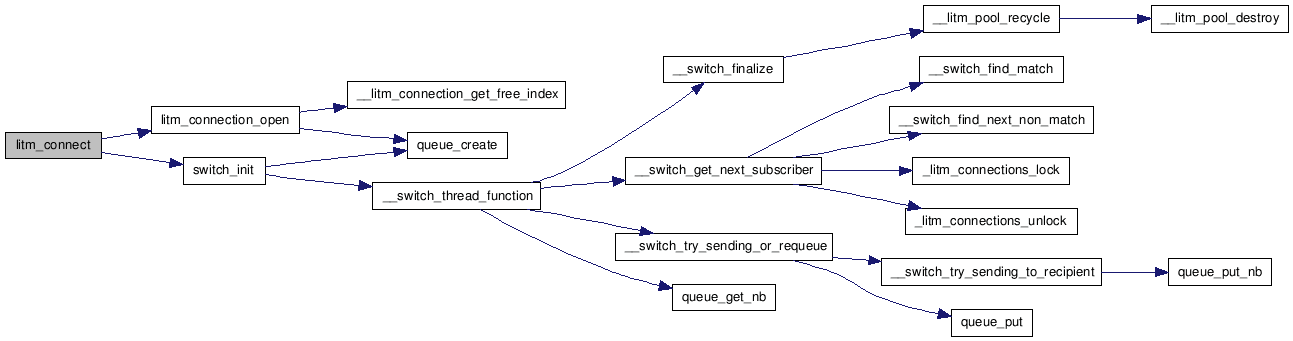 litm_connect
litm_connection_open
switch_init
__litm_connection_get_free_index
queue_create
__switch_thread_function
__switch_finalize
__switch_get_next_subscriber
__switch_try_sending_or_requeue
queue_get_nb
__litm_pool_recycle
__switch_find_match
__switch_find_next_non_match
_litm_connections_lock
_litm_connections_unlock
__switch_try_sending_to_recipient
queue_put
__litm_pool_destroy
queue_put_nb